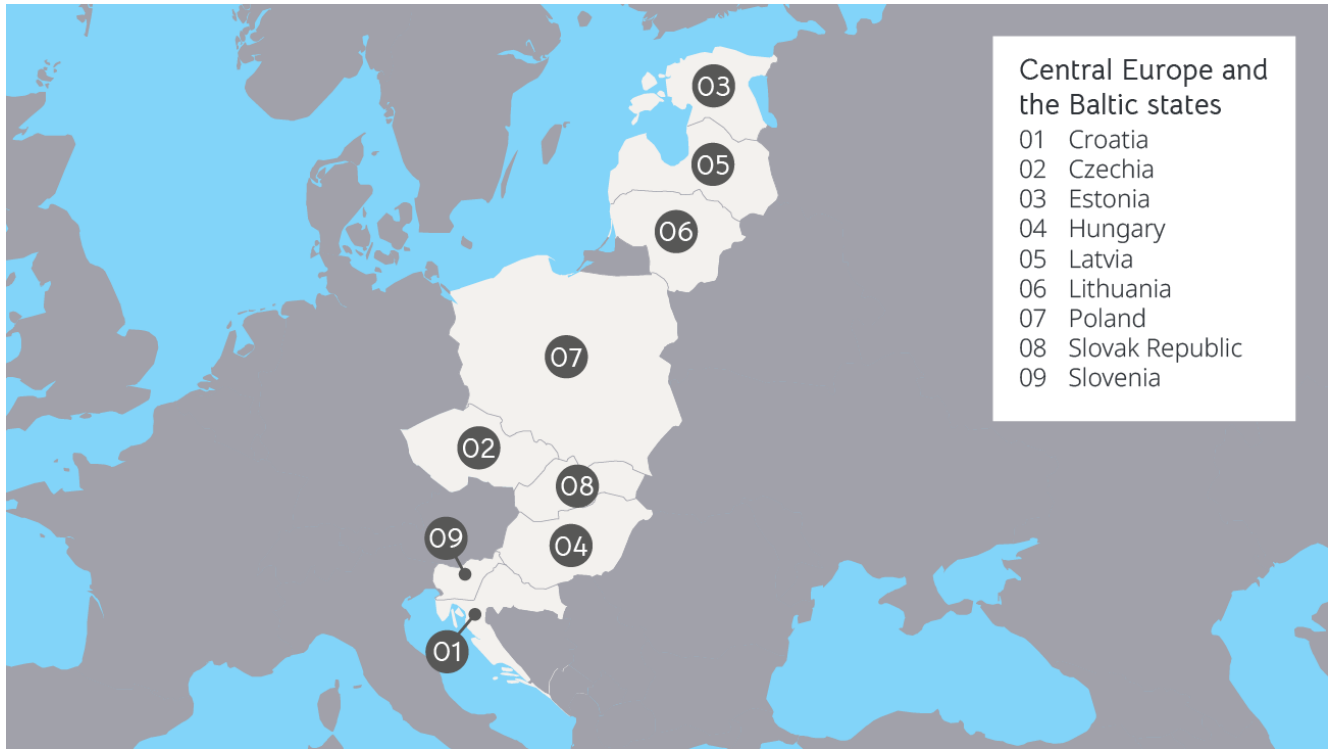 Central Europe and
the Baltic states
01 Croatia
02 Czechia
03 Estonia
04 Hungary
05 Latvia
06 Lithuania
07 Poland
08 Slovak Republic
09 Slovenia
03
05
06
07
02
08
09
04
01